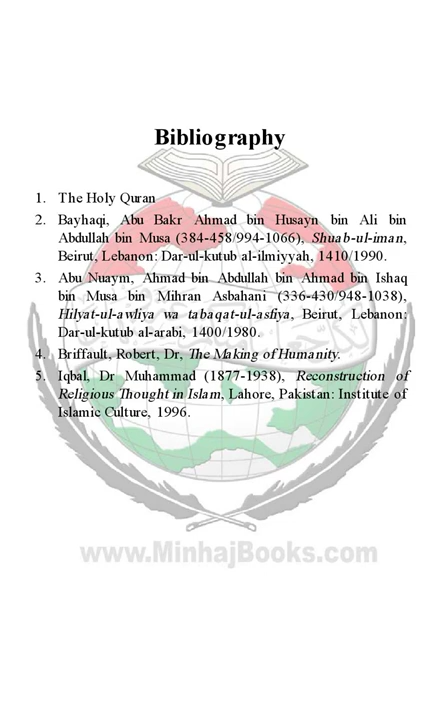 Bibliography
1. The Holy Quran
2. Bayhaqi, Abu Bakr Ahmad bin Husayn bin Ali bin
Abdullah bin Musa (384-458/994-1066), Shuab-ul-iman,
Beirut, Lebanon: Dar-ul-kutub al-ilmiyyah, 1410/1990.
3. Abu Nuaym, Ahmad bin Abdullah bin Ahmad bin Ishaq
bin Musa bin Mihran Asbahani (336-430/948-1038),
Hilyat-ul-awliya wa tabaqat-ul-asfiya, Beirut, Lebanon:
Dar-ul-kutub al-arabi, 1400/1980.
4. Briffault, Robert, Dr, The Making of Humanity.
5. Iqbal, Dr Muhammad (1877-1938), Reconstruction of
Religious Thought in Islam, Lahore, Pakistan: Institute of
Islamic Culture, 1996.
www.MinhajBooks.com